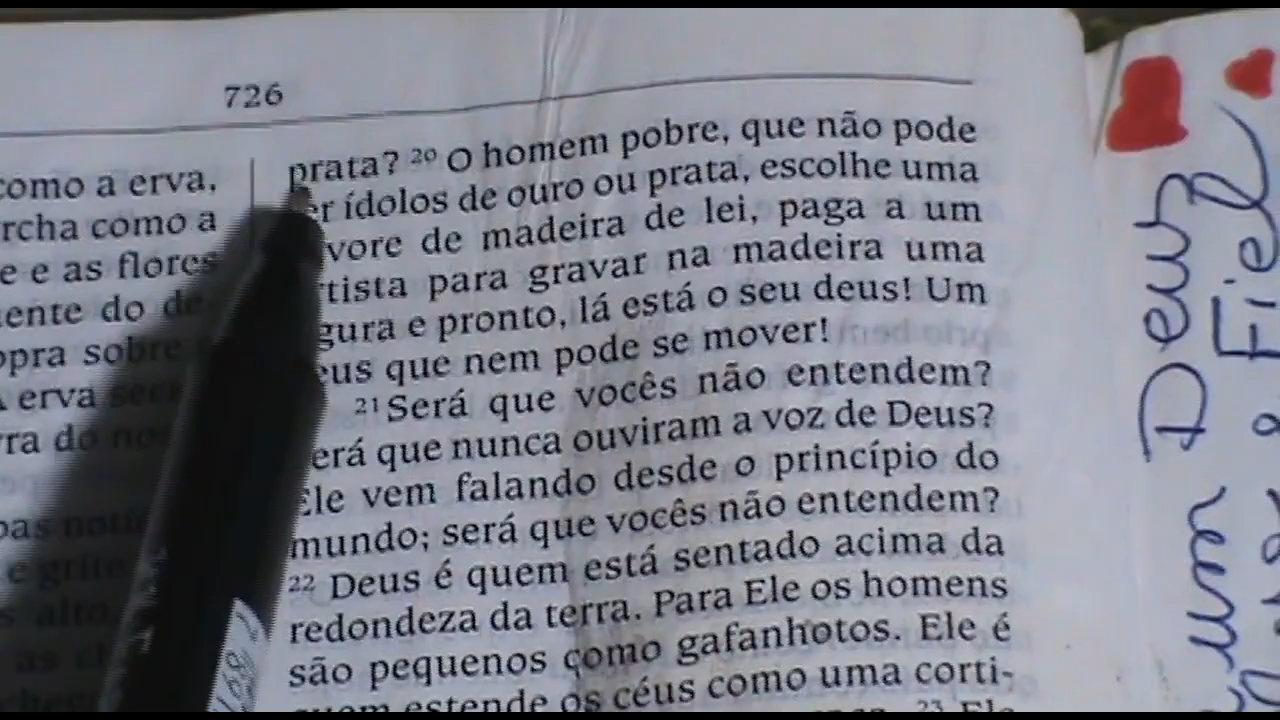 726
como a erva,
rcha como a
e e as flores
ente do de
opra sobre
erva
prata? 20 O homem pobre, que não pode
er ídolos de ouro ou prata, escolhe uma
vore de madeira de lei, paga a um
tista para gravar na madeira uma
gura e pronto, lá está o seu deus! Um
eus que nem pode se mover!
21 Será que vocês não entendem?
erá que nunca ouviram a voz de Deus?
Ele vem falando desde o princípio do
mundo; será que vocês não entendem?
22 Deus é quem está sentado acima da
redondeza da terra. Para Ele os homens
são pequenos como gafanhotos. Ele é
quem estende os céus como uma corti-
23 Ele
Deus
é Fiel